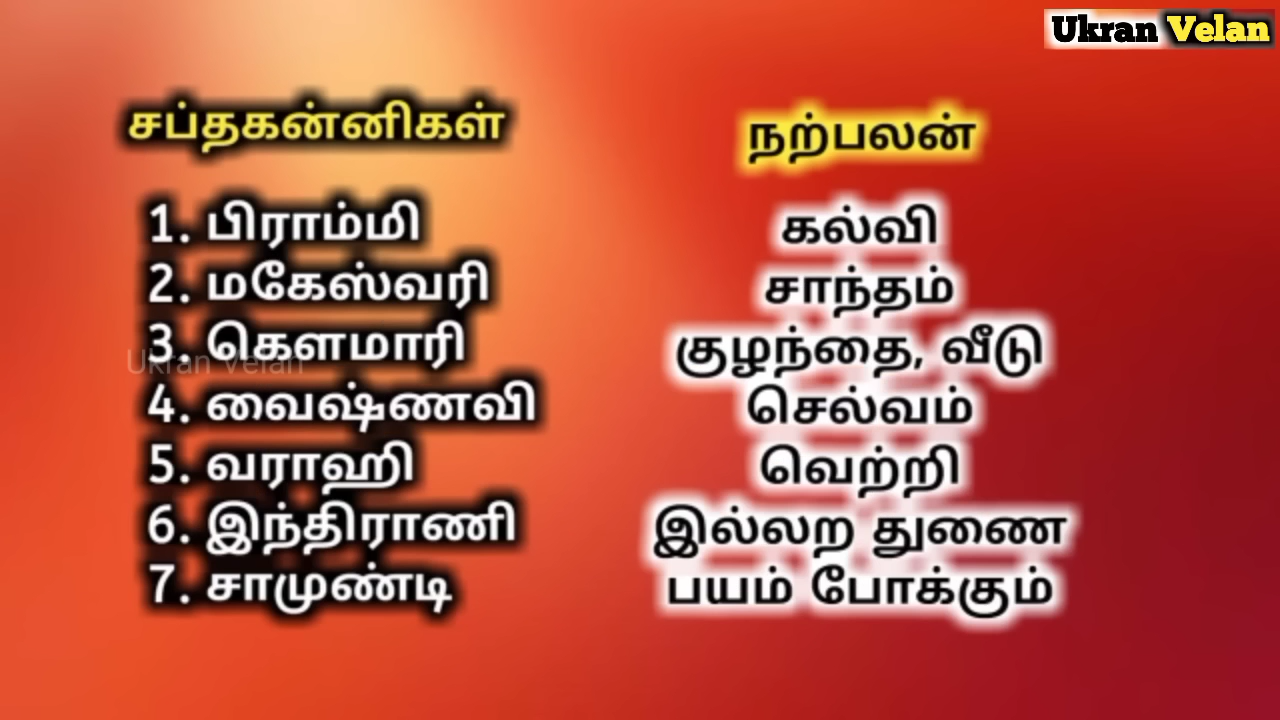 Ukran Velan
சப்தகன்னிகள் நற்பலன்
1. பிராம்மி கல்வி
2. மகேஸ்வரி சாந்தம்
3. கௌமாரி குழந்தை, வீடு
Ukran Velan
4. வைஷ்ணவி செல்வம்
5. வராஹி வெற்றி
6. இந்திராணி இல்லற துணை
7. சாமுண்டி பயம் போக்கும்